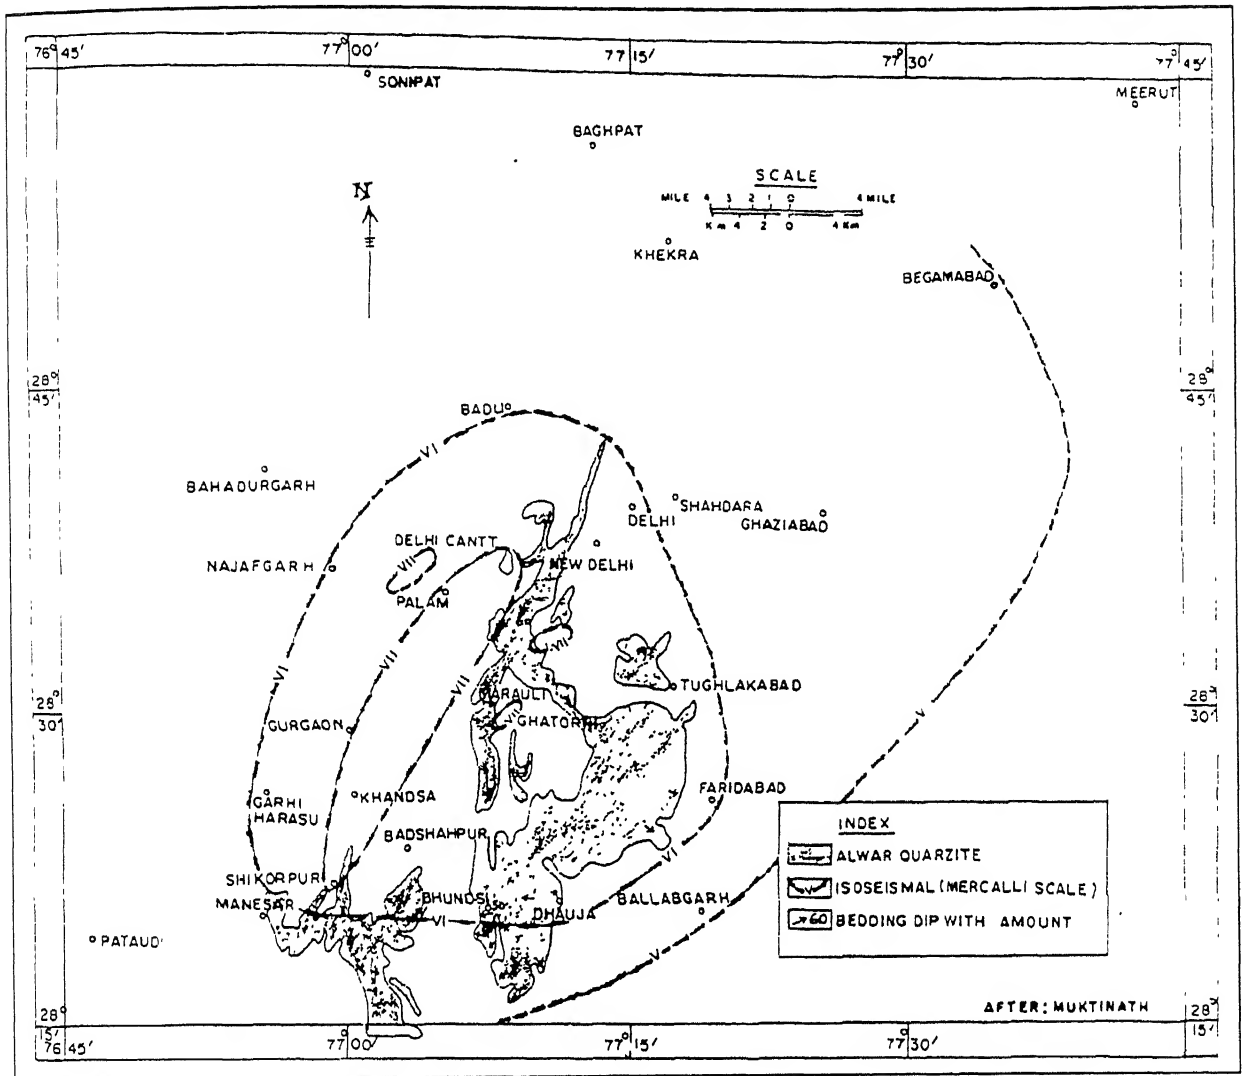 76° 45′
77° 00′
77° 15′
77° 30′
77° 45′
SONIPAT
MEERUT
BAGHPAT
SCALE
MILE 4 3 2 1 0 4 MILE
Km 4 2 0 4 Km
N
KHEKRA
BEGAMABAD
28° 45′
28° 45′
BADU
VI
BAHADURGARH
SHAHDARA
DELHI
GHAZIABAD
DELHI CANTT
NEW DELHI
NAJAFGARH
VII
PALAM
VII
VI
VII
VII
TUGHLAKABAD
MARAULI
28° 30′
28° 30′
GURGAON
V
GARHI HARASU
KHANDSA
FARIDABAD
BADSHAHPUR
INDEX
ALWAR QUARZITE
VI
SHIKORPUR
ISOSEISMAL (MERCALLI SCALE)
MANESAR
BHUNDSI
BALLABGARH
VI
DHAUJA
60 BEDDING DIP WITH AMOUNT
PATAUD
V
AFTER: MUKTINATH
28° 15′
28° 15′
76° 45′
77° 00′
77° 15′
77° 30′